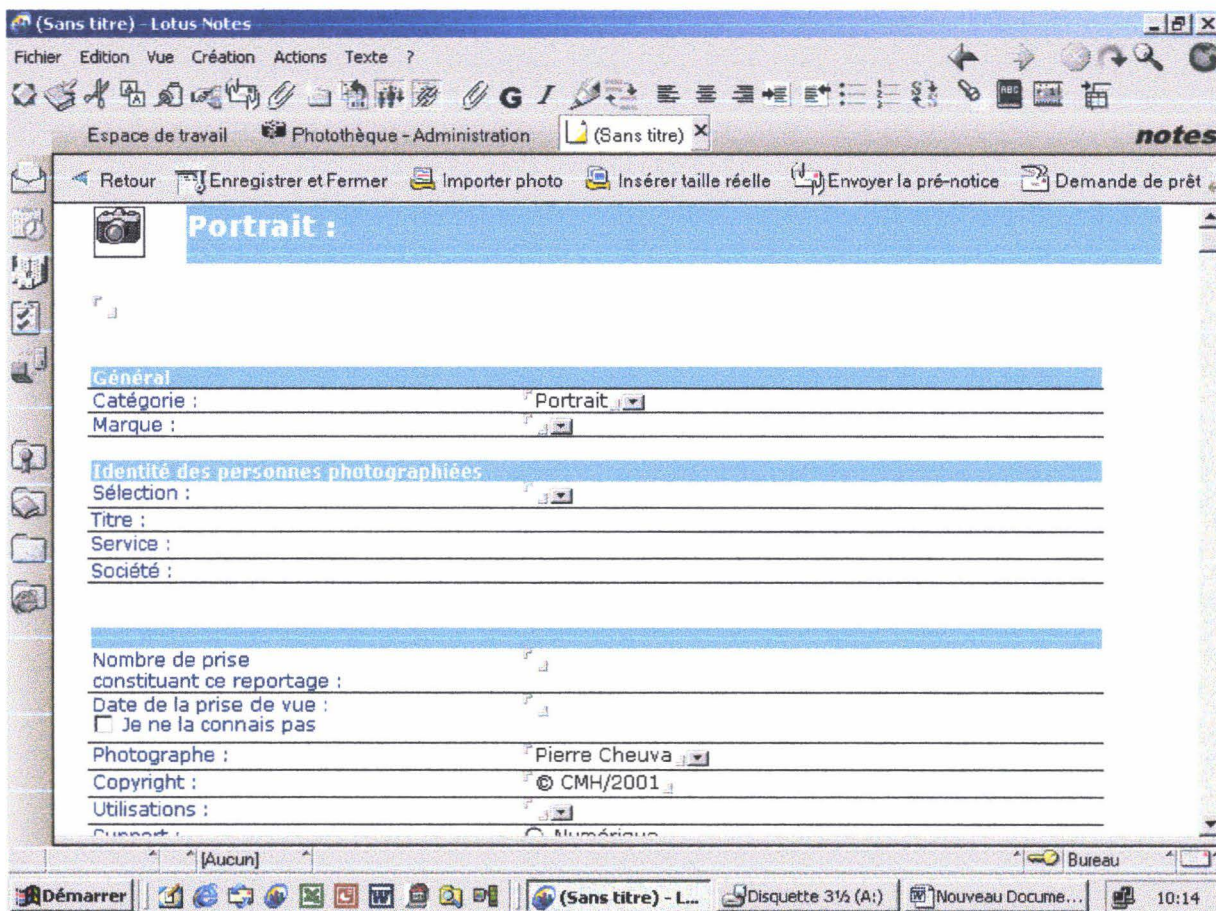 (Sans titre) - Lotus Notes
Fichier Edition Vue Création Actions Texte ?
G I
ABC
Espace de travail Photothèque - Administration (Sans titre) notes
Retour Enregistrer et Fermer Importer photo Insérer taille réelle Envoyer la pré-notice Demande de prêt
Portrait :
Général
Catégorie : Portrait
Marque :
Identité des personnes photographiées
Sélection :
Titre :
Service :
Société :
Nombre de prise
constituant ce reportage :
Date de la prise de vue :
Je ne la connais pas
Photographe : Pierre Cheuva
Copyright : © CMH/2001
Utilisations :
Support : Numérique
[Aucun] Bureau
Démarrer (Sans titre) - L... Disquette 3½ (A:) Nouveau Docume... 10:14